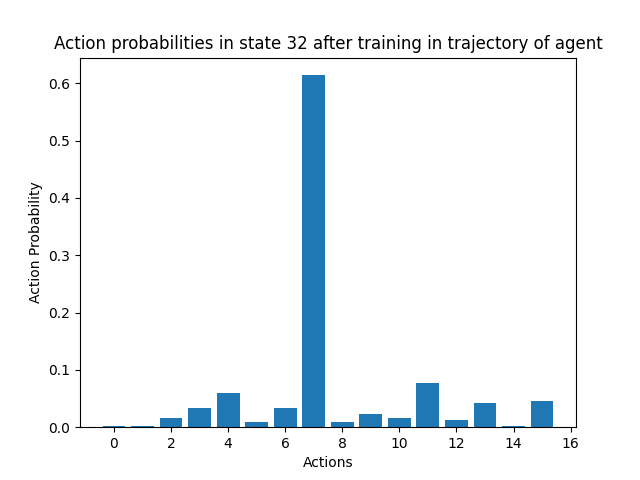 Action probabilities in state 32 after training in trajectory of agent
0.6
0.5
0.4
0.3
0.2
0.1
0.0
Action Probability
0 2 4 6 8 10 12 14 16
Actions